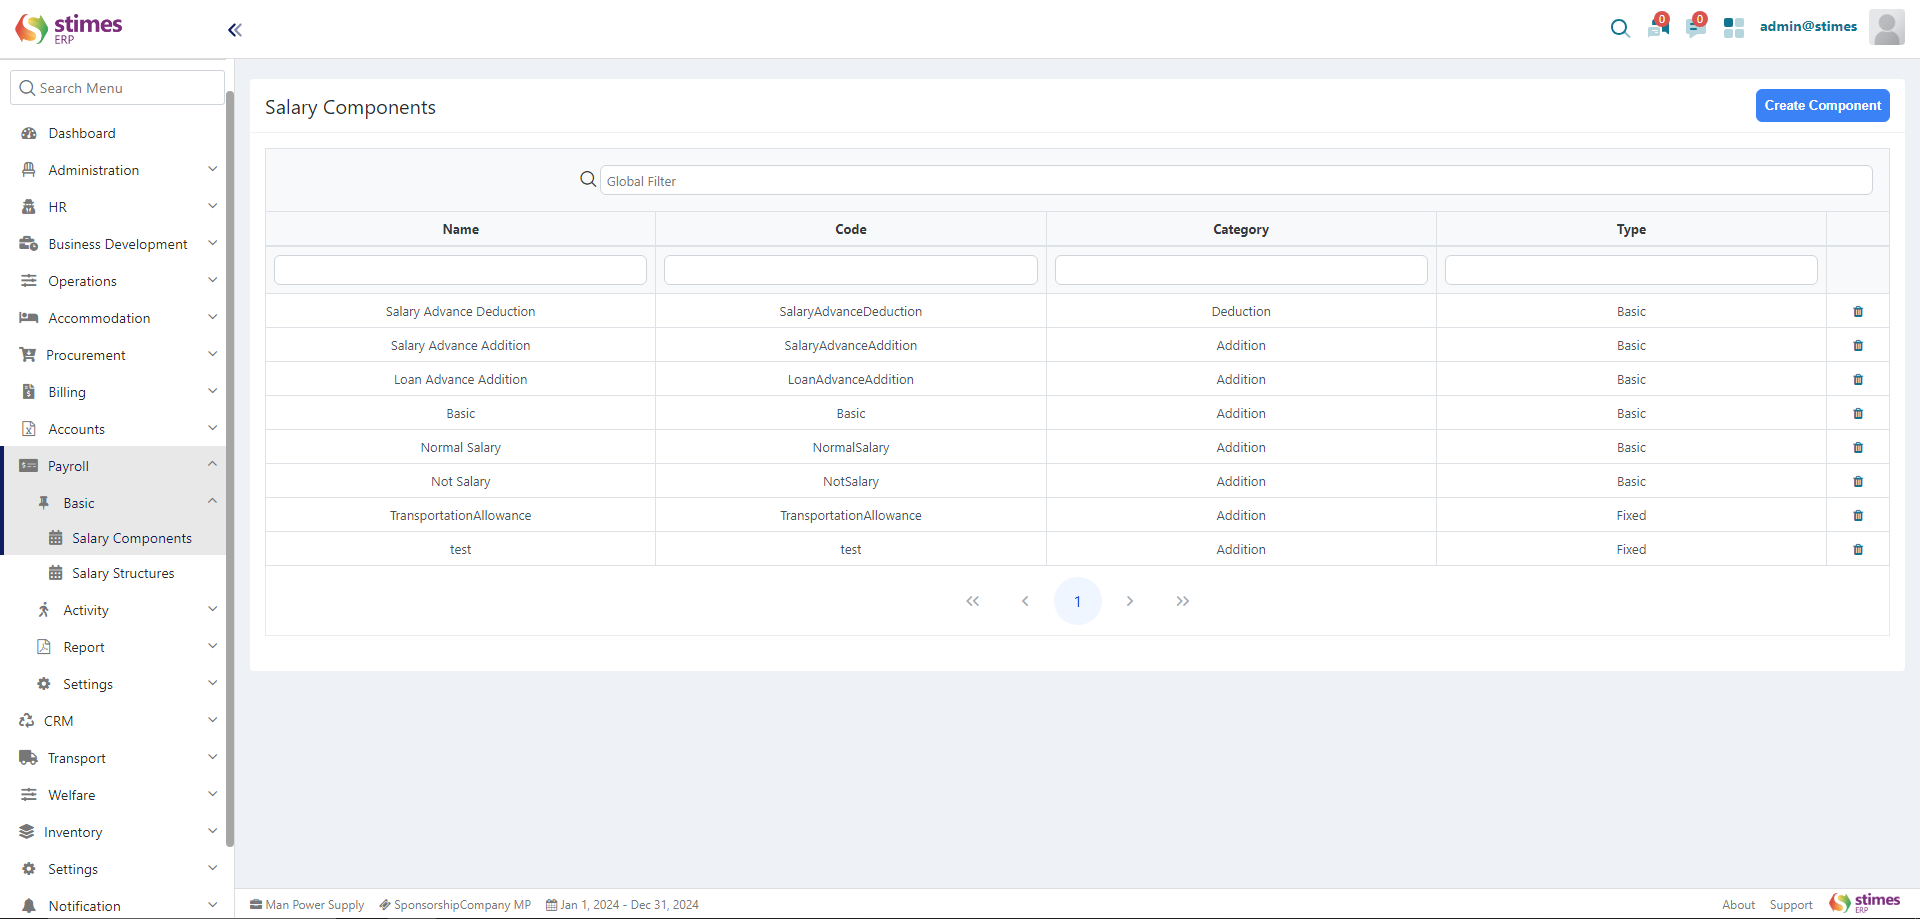 stimes
ERP
0
0
admin@stimes
Search Menu
Dashboard
Administration
HR
Business Development
Operations
Accommodation
Procurement
Billing
Accounts
Payroll
Basic
Salary Components
Salary Structures
Activity
Report
Settings
CRM
Transport
Welfare
Inventory
Settings
Notification
Salary Components
Create Component
Global Filter
Name Code Category Type
Salary Advance Deduction SalaryAdvanceDeduction Deduction Basic
Salary Advance Addition SalaryAdvanceAddition Addition Basic
Loan Advance Addition LoanAdvanceAddition Addition Basic
Basic Basic Addition Basic
Normal Salary NormalSalary Addition Basic
Not Salary NotSalary Addition Basic
TransportationAllowance TransportationAllowance Addition Fixed
test test Addition Fixed
1
Man Power Supply SponsorshipCompany MP Jan 1, 2024 - Dec 31, 2024
About Support stimes
ERP